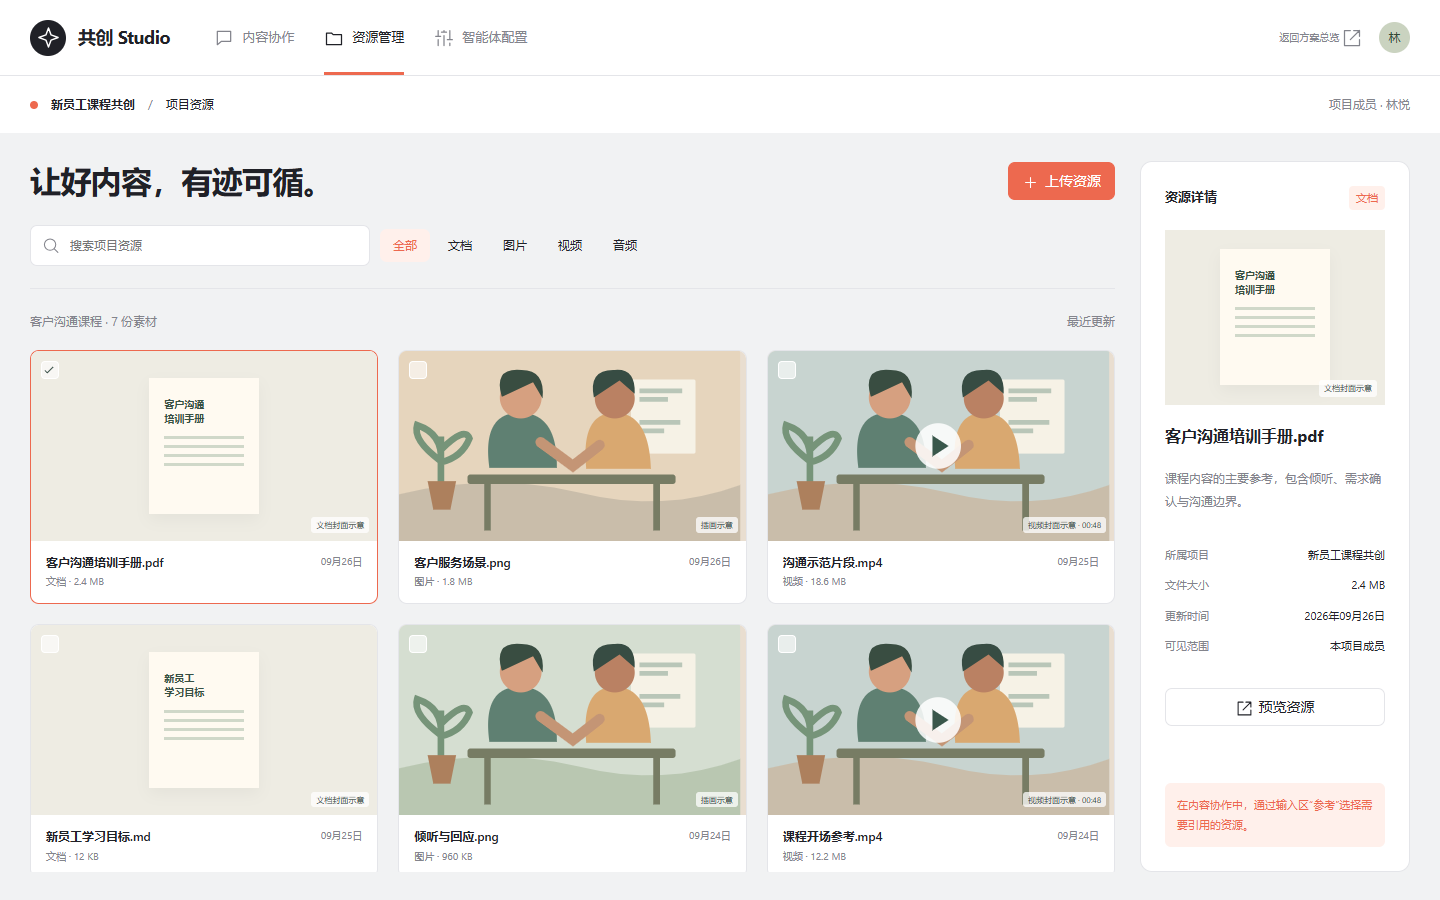 共创 Studio
内容协作
资源管理
智能体配置
返回方案总览
林
新员工课程共创 / 项目资源
项目成员 · 林悦
让好内容，有迹可循。
+ 上传资源
搜索项目资源
全部
文档
图片
视频
音频
客户沟通课程 · 7 份素材
最近更新
客户沟通
培训手册
文档封面示意
客户沟通培训手册.pdf
09月26日
文档 · 2.4 MB
插画示意
客户服务场景.png
09月26日
图片 · 1.8 MB
视频封面示意 · 00:48
沟通示范片段.mp4
09月25日
视频 · 18.6 MB
新员工
学习目标
文档封面示意
新员工学习目标.md
09月25日
文档 · 12 KB
插画示意
倾听与回应.png
09月24日
图片 · 960 KB
视频封面示意 · 00:48
课程开场参考.mp4
09月24日
视频 · 12.2 MB
资源详情
文档
客户沟通
培训手册
文档封面示意
客户沟通培训手册.pdf
课程内容的主要参考，包含倾听、需求确
认与沟通边界。
所属项目
新员工课程共创
文件大小
2.4 MB
更新时间
2026年09月26日
可见范围
本项目成员
预览资源
在内容协作中，通过输入区“参考”选择需
要引用的资源。